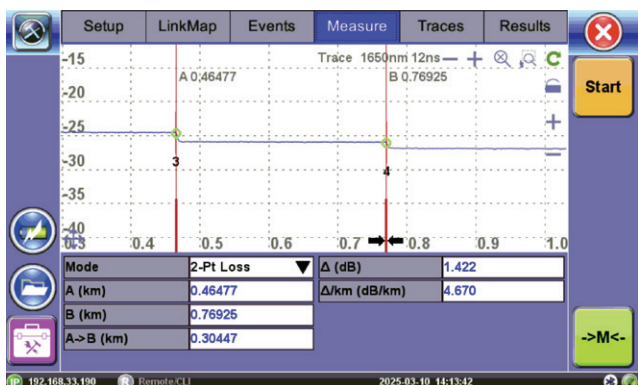 Setup LinkMap Events Measure Traces Results
-15 Trace 1650nm 12ns
A 0.46477 B 0.76925
-20
Start
-25
-30
3
4
-35
-40
0.3 0.4 0.5 0.6 0.7 0.8 0.9 1.0
Mode 2-Pt Loss Δ (dB) 1.422
A (km) 0.46477 Δ/km (dB/km) 4.670
B (km) 0.76925
A->B (km) 0.30447
->M<-
IP 192.168.33.190 R Remote/CLI 2025-03-10 14:13:42